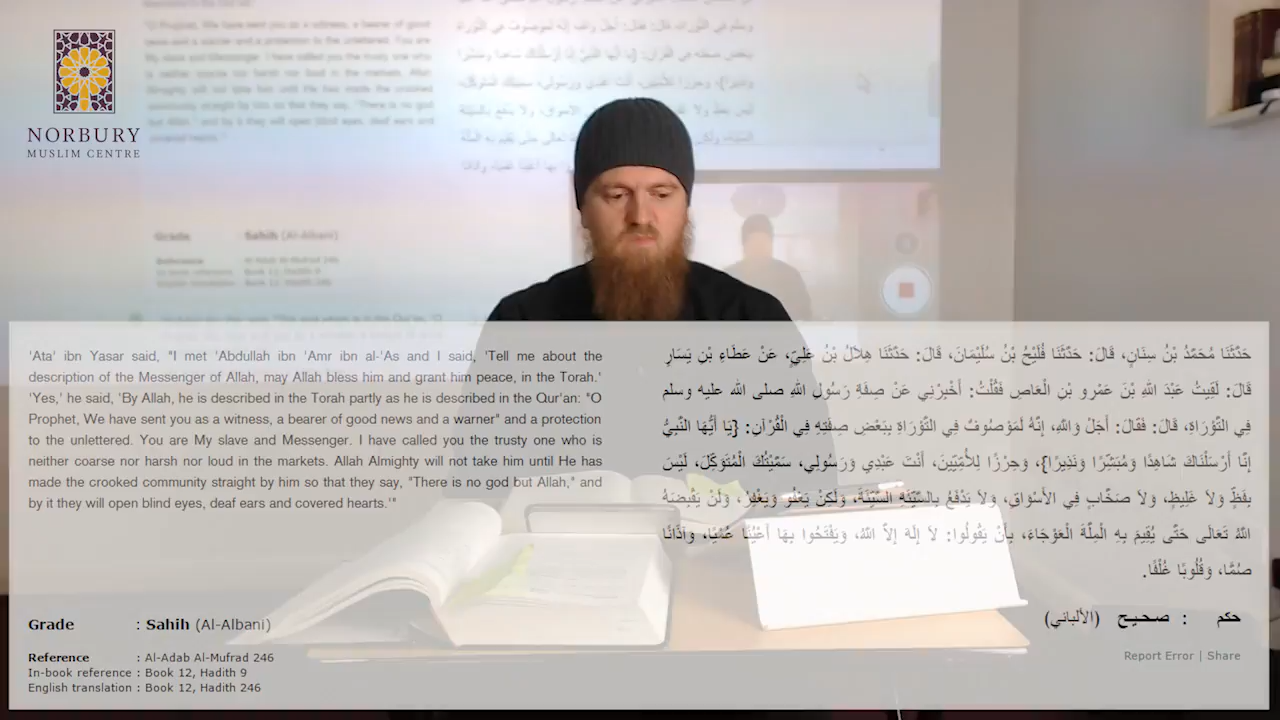 NORBURY
MUSLIM CENTRE
'Ata' ibn Yasar said, "I met 'Abdullah ibn 'Amr ibn al-'As and I said, 'Tell me about the
description of the Messenger of Allah, may Allah bless him and grant him peace, in the Torah.'
'Yes,' he said, 'By Allah, he is described in the Torah partly as he is described in the Qur'an: "O
Prophet, We have sent you as a witness, a bearer of good news and a warner" and a protection
to the unlettered. You are My slave and Messenger. I have called you the trusty one who is
neither coarse nor harsh nor loud in the markets. Allah Almighty will not take him until He has
made the crooked community straight by him so that they say, "There is no god but Allah," and
by it they will open blind eyes, deaf ears and covered hearts.'"
حَدَّثَنَا مُحَمَّدُ بْنُ سِنَانٍ، قَالَ: حَدَّثَنَا فُلَيْحُ بْنُ سُلَيْمَانَ، قَالَ: حَدَّثَنَا هِلاَلُ بْنُ عَلِيٍّ، عَنْ عَطَاءِ بْنِ يَسَارٍ
قَالَ: لَقِيتُ عَبْدَ اللهِ بْنَ عَمْرِو بْنِ الْعَاصِ فَقُلْتُ: أَخْبِرْنِي عَنْ صِفَةِ رَسُولِ اللهِ صلى الله عليه وسلم
فِي التَّوْرَاةِ، قَالَ: فَقَالَ: أَجَلْ وَاللَّهِ، إِنَّهُ لَمَوْصُوفٌ فِي التَّوْرَاةِ بِبَعْضِ صِفَتِهِ فِي الْقُرْآنِ: {يَا أَيُّهَا النَّبِيُّ
إِنَّا أَرْسَلْنَاكَ شَاهِدًا وَمُبَشِّرًا وَنَذِيرًا}، وَحِرْزًا لِلأُمِّيِّينَ، أَنْتَ عَبْدِي وَرَسُولِي، سَمَّيْتُكَ الْمُتَوَكِّلَ، لَيْسَ
بِفَظٍّ وَلاَ غَلِيظٍ، وَلاَ صَخَّابٍ فِي الأَسْوَاقِ، وَلاَ يَدْفَعُ بِالسَّيِّئَةِ السَّيِّئَةَ، وَلَكِنْ يَعْفُو وَيَغْفِرُ، وَلَنْ يَقْبِضَهُ
اللَّهُ تَعَالَى حَتَّى يُقِيمَ بِهِ الْمِلَّةَ الْعَوْجَاءَ، بِأَنْ يَقُولُوا: لاَ إِلَهَ إِلاَّ اللَّهُ، وَيَفْتَحُوا بِهَا أَعْيُنًا عُمْيًا، وَآذَانًا
صُمًّا، وَقُلُوبًا غُلْفًا.
Grade : Sahih (Al-Albani)
حكم : صحيح (الألباني)
Reference : Al-Adab Al-Mufrad 246
In-book reference : Book 12, Hadith 9
English translation : Book 12, Hadith 246
Report Error | Share